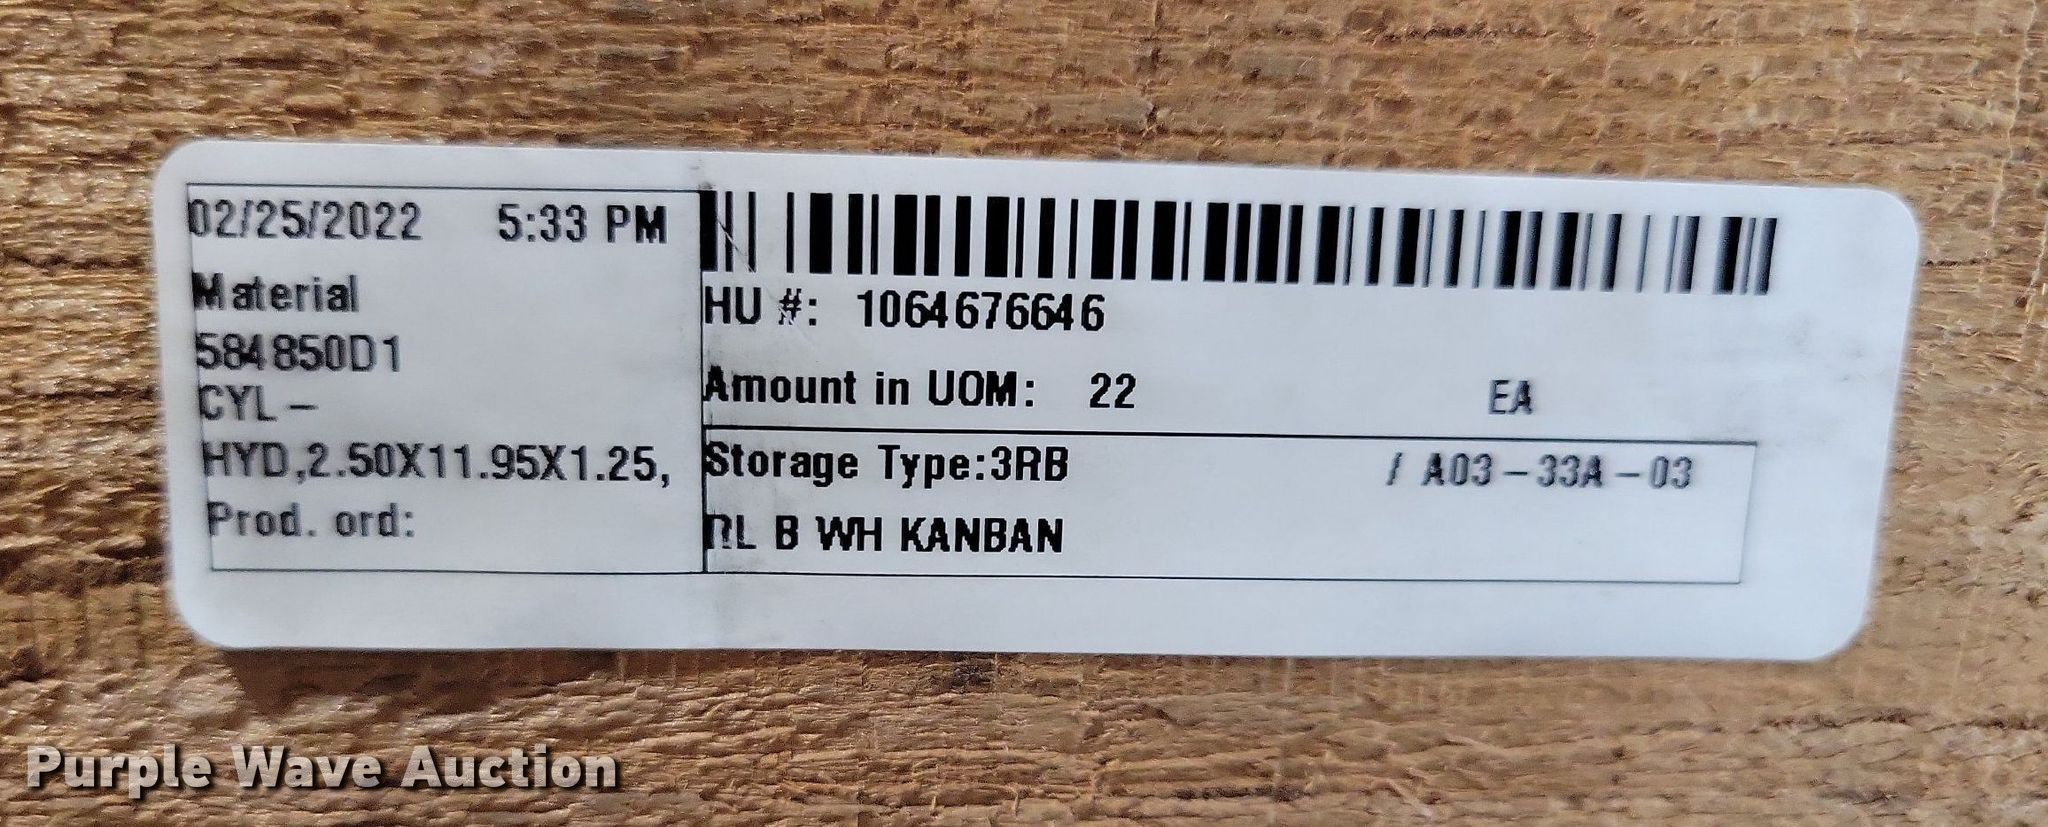 02/25/2022 5:33 PM
Material
584850D1
CYL -
HYD,2.50X11.95X1.25,
Prod. ord:
HU #: 1064676646
Amount in UOM: 22 EA
Storage Type:3RB / A03-33A-03
B WH KANBAN
Purple Wave Auction